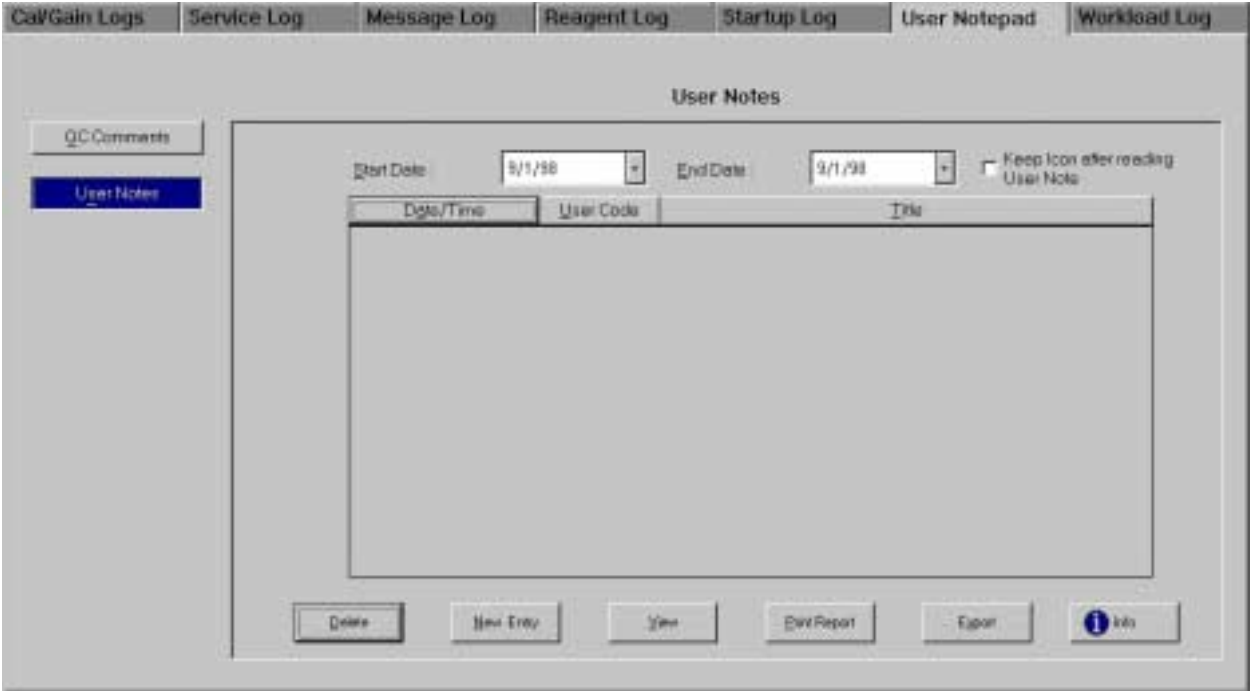 Cal/Gain Logs Service Log Message Log Reagent Log Startup Log User Notepad Workload Log
User Notes
QC Comments
User Notes
Start Date 9/1/98 End Date 9/1/98 Keep Icon after reading
User Note
Date/Time User Code Title
Delete New Entry View Print Report Export Info